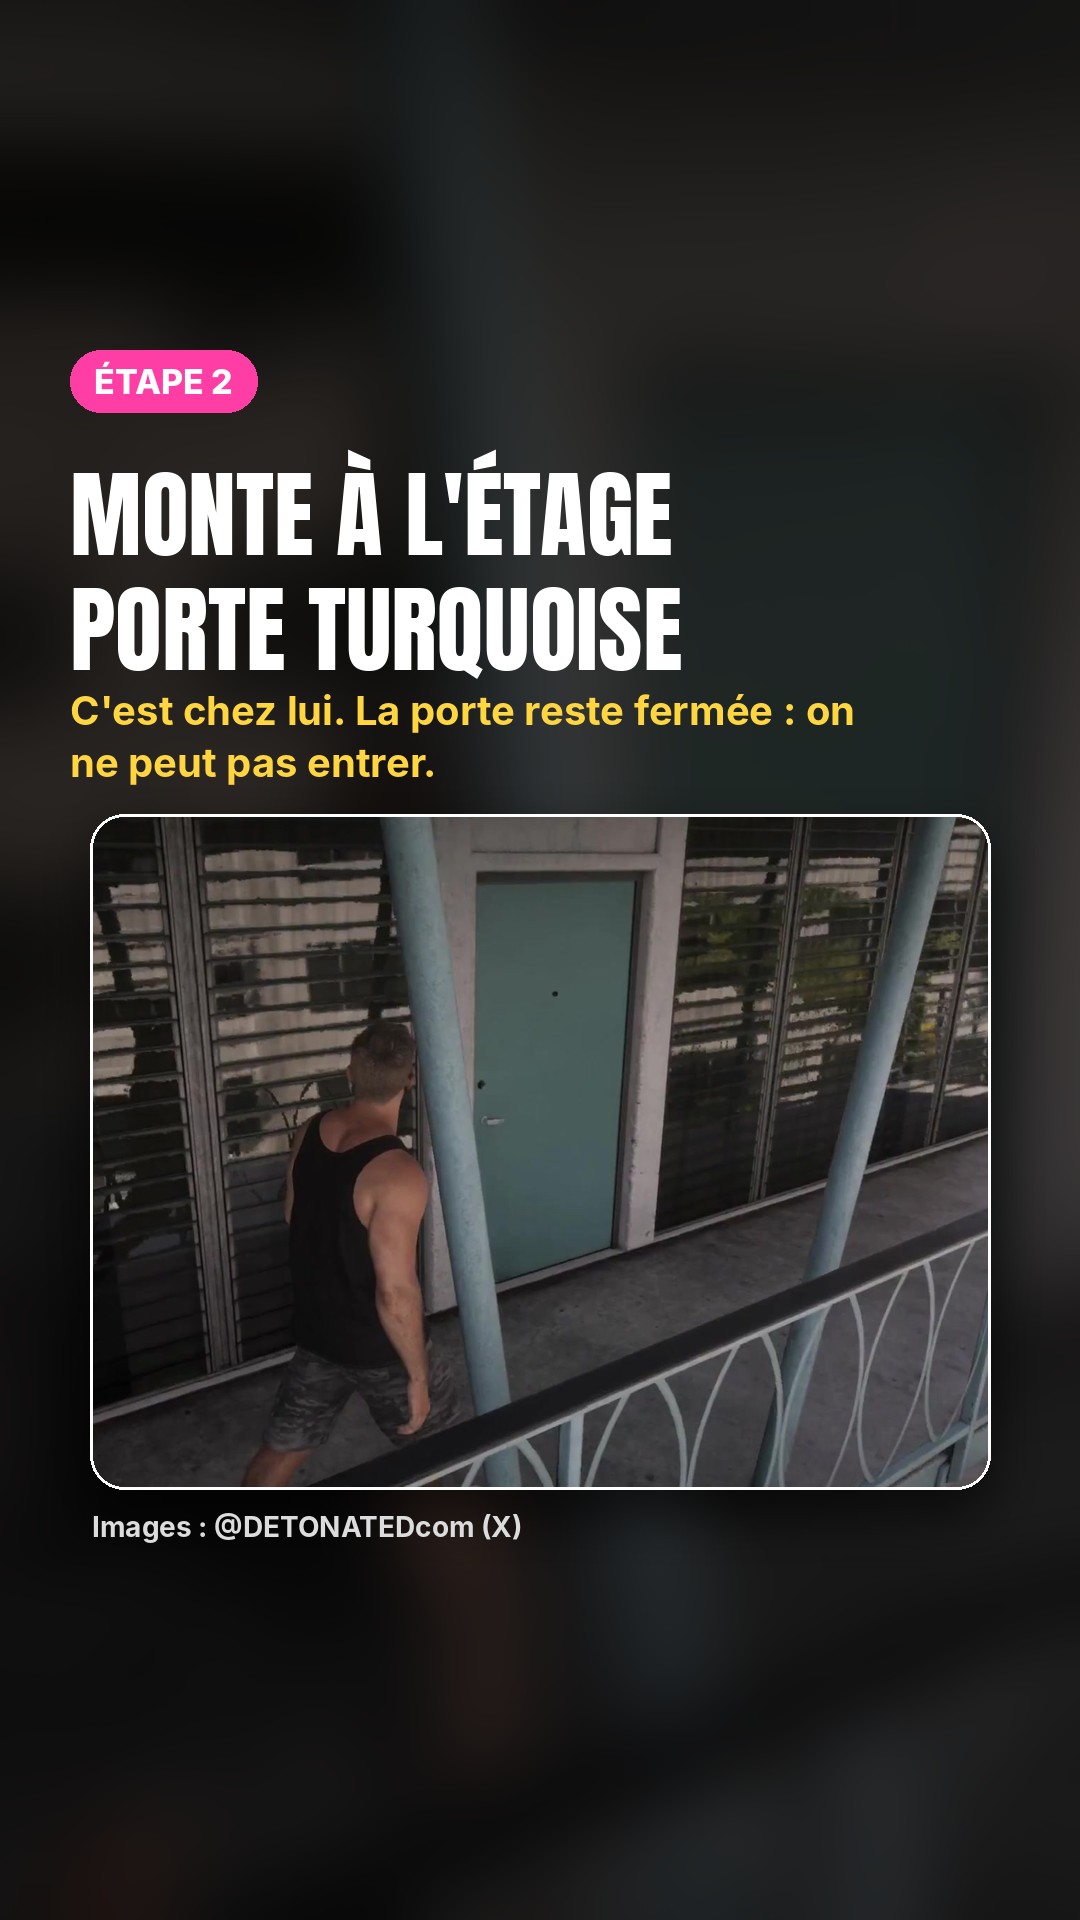 ÉTAPE 2
MONTE À L'ÉTAGE
PORTE TURQUOISE
C'est chez lui. La porte reste fermée : on
ne peut pas entrer.
Images : @DETONATEDcom (X)